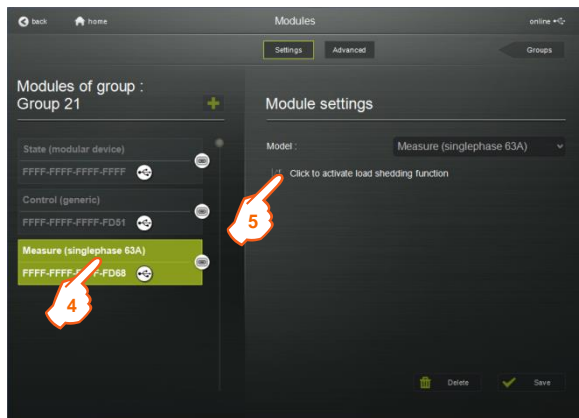 back
home
Modules
online
Settings
Advanced
Groups
Modules of group :
Group 21
Module settings
State (modular device)
FFFF-FFFF-FFFF-FFFF
Control (generic)
FFFF-FFFF-FFFF-FD51
Measure (singlephase 63A)
FFFF-FFFF- F-FD68
4
Model :
Measure (singlephase 63A)
Click to activate load shedding function
5
Delete
Save